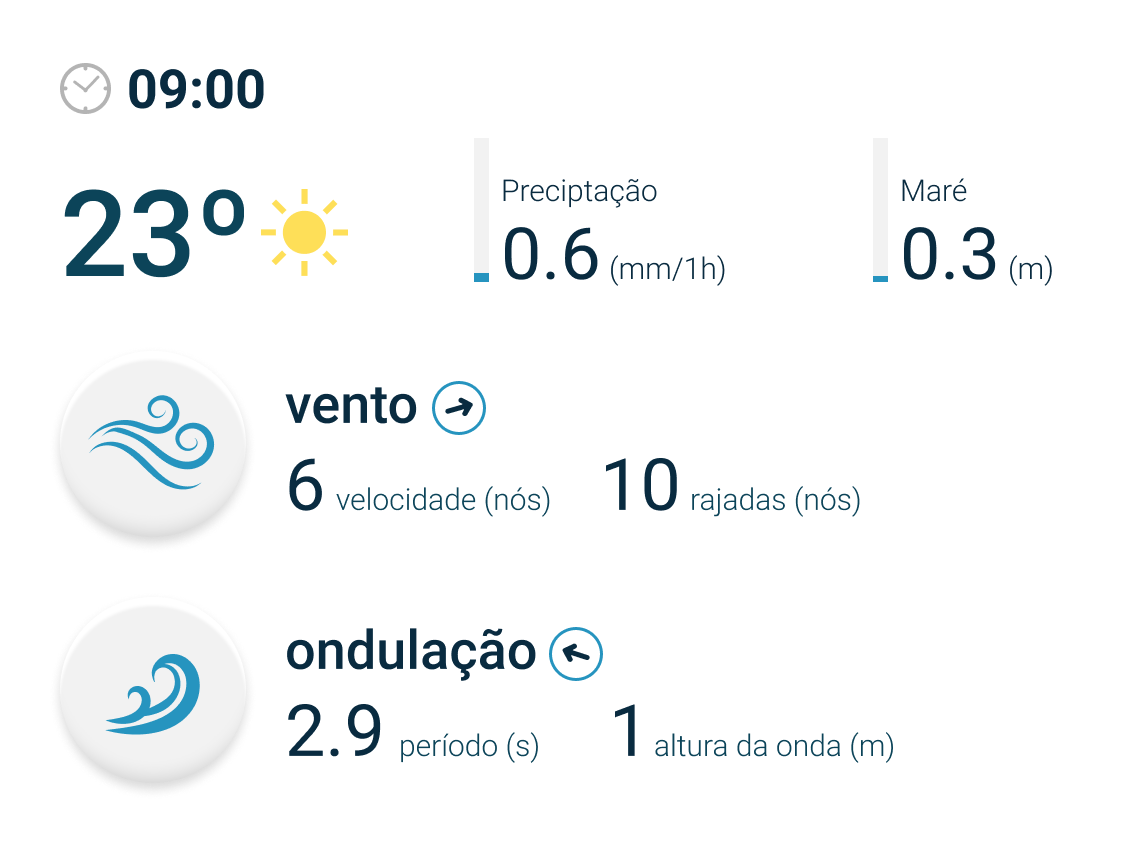 09:00
23º
Preciptação
0.6 (mm/1h)
Maré
0.3 (m)
vento
6 velocidade (nós) 10 rajadas (nós)
ondulação
2.9 período (s) 1 altura da onda (m)